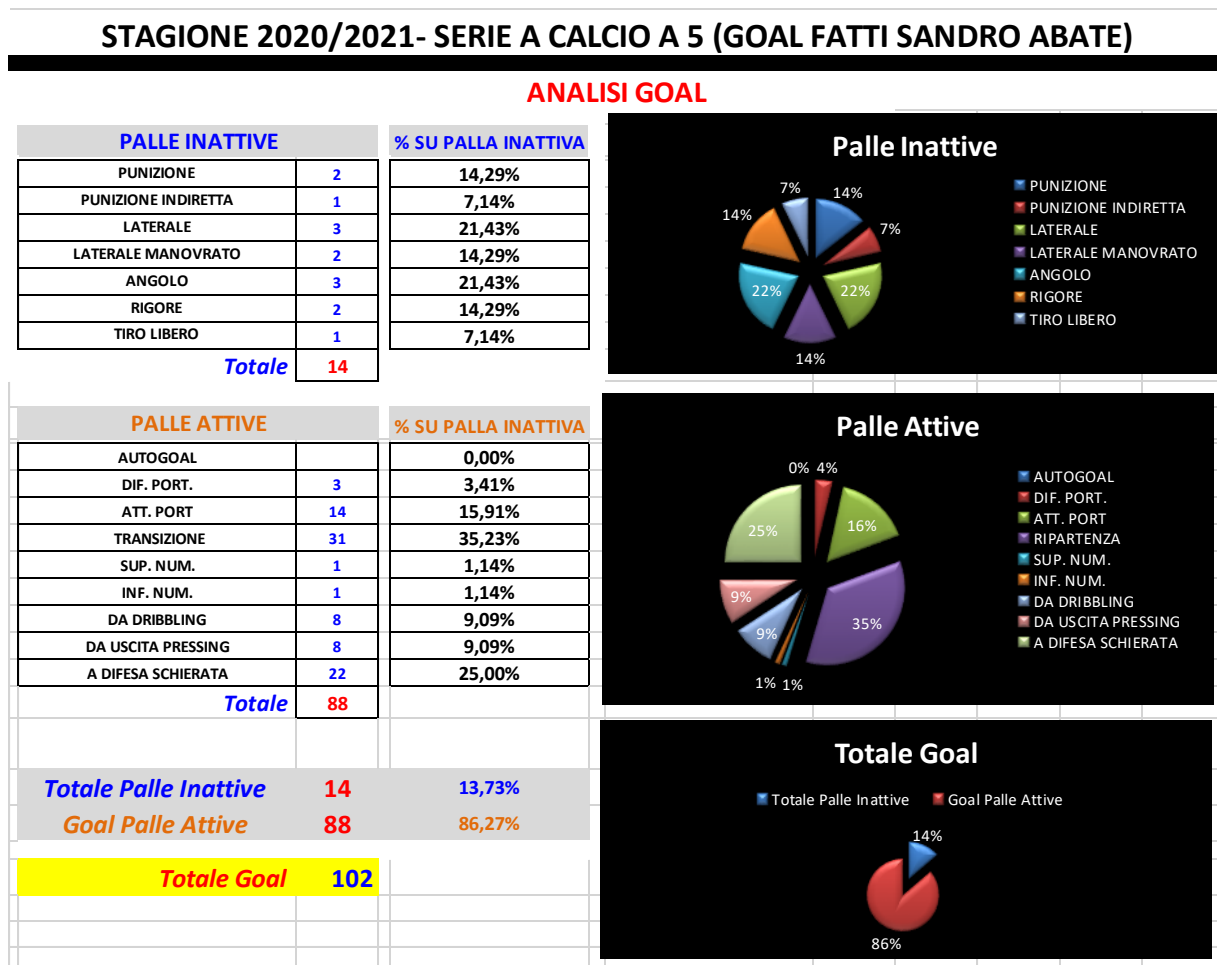 STAGIONE 2020/2021- SERIE A CALCIO A 5 (GOAL FATTI SANDRO ABATE)
ANALISI GOAL
PALLE INATTIVE % SU PALLA INATTIVA
PUNIZIONE 2 14,29%
PUNIZIONE INDIRETTA 1 7,14%
LATERALE 3 21,43%
LATERALE MANOVRATO 2 14,29%
ANGOLO 3 21,43%
RIGORE 2 14,29%
TIRO LIBERO 1 7,14%
Totale 14
Palle Inattive
7% 14%
14% 7%
22% 22%
14%
PUNIZIONE
PUNIZIONE INDIRETTA
LATERALE
LATERALE MANOVRATO
ANGOLO
RIGORE
TIRO LIBERO
PALLE ATTIVE % SU PALLA INATTIVA
AUTOGOAL 0,00%
DIF. PORT. 3 3,41%
ATT. PORT 14 15,91%
TRANSIZIONE 31 35,23%
SUP. NUM. 1 1,14%
INF. NUM. 1 1,14%
DA DRIBBLING 8 9,09%
DA USCITA PRESSING 8 9,09%
A DIFESA SCHIERATA 22 25,00%
Totale 88
Palle Attive
0% 4%
25% 16%
9%
9% 35%
1% 1%
AUTOGOAL
DIF. PORT.
ATT. PORT
RIPARTENZA
SUP. NUM.
INF. NUM.
DA DRIBBLING
DA USCITA PRESSING
A DIFESA SCHIERATA
Totale Palle Inattive 14 13,73%
Goal Palle Attive 88 86,27%
Totale Goal 102
Totale Goal
Totale Palle Inattive Goal Palle Attive
14%
86%